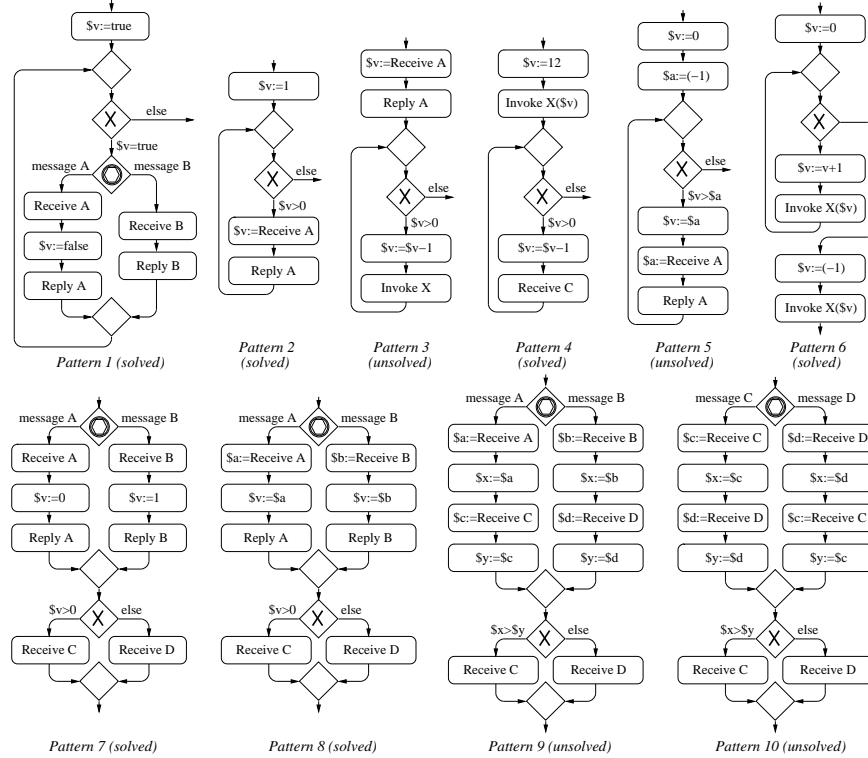 $v:=true
else
$v=true
message A
message B
Receive A
$v:=false
Reply A
Receive B
Reply B
Pattern 1 (solved)
$v:=1
else
$v>0
$v:=Receive A
Reply A
Pattern 2
(solved)
$v:=Receive A
Reply A
else
$v>0
$v:=$v−1
Invoke X
Pattern 3
(unsolved)
$v:=12
Invoke X($v)
else
$v>0
$v:=$v−1
Receive C
Pattern 4
(solved)
$v:=0
$a:=(−1)
else
$v>$a
$v:=$a
$a:=Receive A
Reply A
Pattern 5
(unsolved)
$v:=0
$v:=v+1
Invoke X($v)
$v:=(−1)
Invoke X($v)
Pattern 6
(solved)
message A
message B
Receive A
Receive B
$v:=0
$v:=1
Reply A
Reply B
$v>0
else
Receive C
Receive D
Pattern 7 (solved)
message A
message B
$a:=Receive A
$b:=Receive B
$v:=$a
$v:=$b
Reply A
Reply B
$v>0
else
Receive C
Receive D
Pattern 8 (solved)
message A
message B
$a:=Receive A
$b:=Receive B
$x:=$a
$x:=$b
$c:=Receive C
$d:=Receive D
$y:=$c
$y:=$d
$x>$y
else
Receive C
Receive D
Pattern 9 (unsolved)
message C
message D
$c:=Receive C
$d:=Receive D
$x:=$c
$x:=$d
$d:=Receive D
$c:=Receive C
$y:=$d
$y:=$c
$x>$y
else
Receive C
Receive D
Pattern 10 (unsolved)